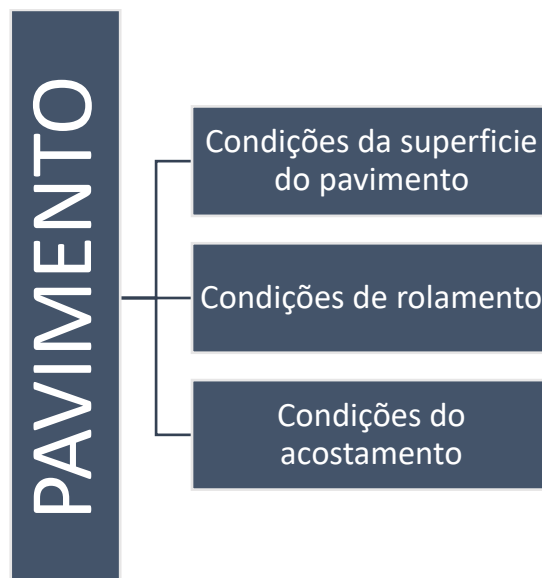 PAVIMENTO
Condições da superficie
do pavimento
Condições de rolamento
Condições do
acostamento